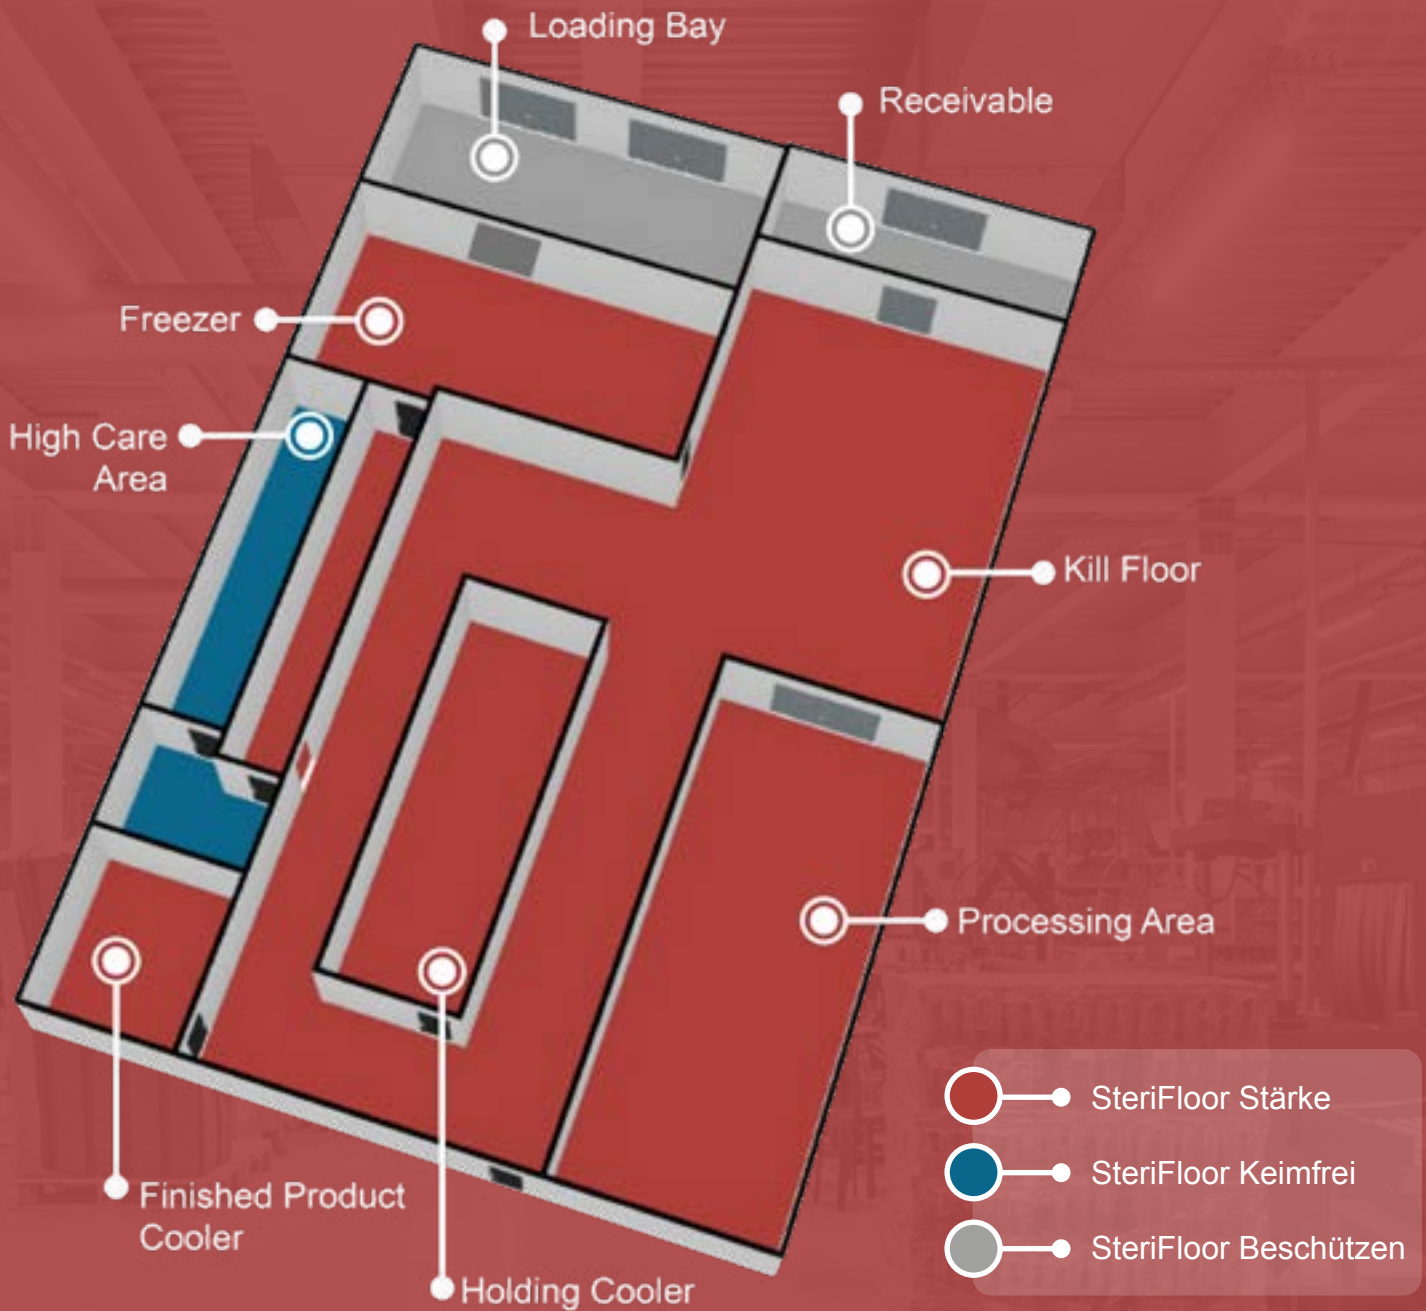 Loading Bay
Receivable
Freezer
High Care
Area
Kill Floor
Processing Area
Finished Product
Cooler
Holding Cooler
SteriFloor Stärke
SteriFloor Keimfrei
SteriFloor Beschützen